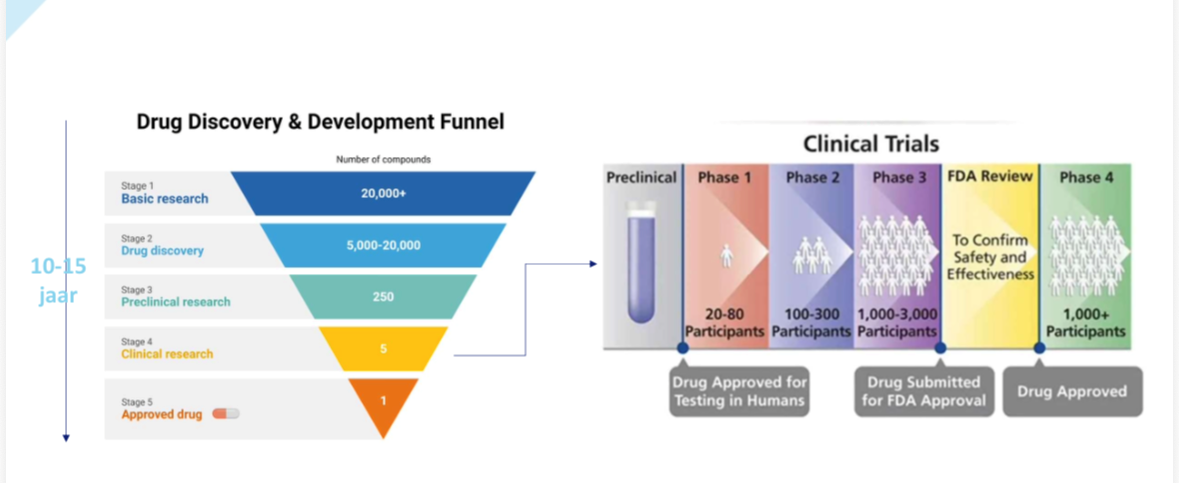 10-15
jaar
Drug Discovery & Development Funnel
Number of compounds
Stage 1
Basic research
20,000+
Stage 2
Drug discovery
5,000-20,000
Stage 3
Preclinical research
250
Stage 4
Clinical research
5
Stage 5
Approved drug
1
Clinical Trials
Preclinical
Phase 1
Phase 2
Phase 3
FDA Review
Phase 4
To Confirm
Safety and
Effectiveness
20-80
Participants
100-300
Participants
1,000-3,000
Participants
1,000+
Participants
Drug Approved for
Testing in Humans
Drug Submitted
for FDA Approval
Drug Approved